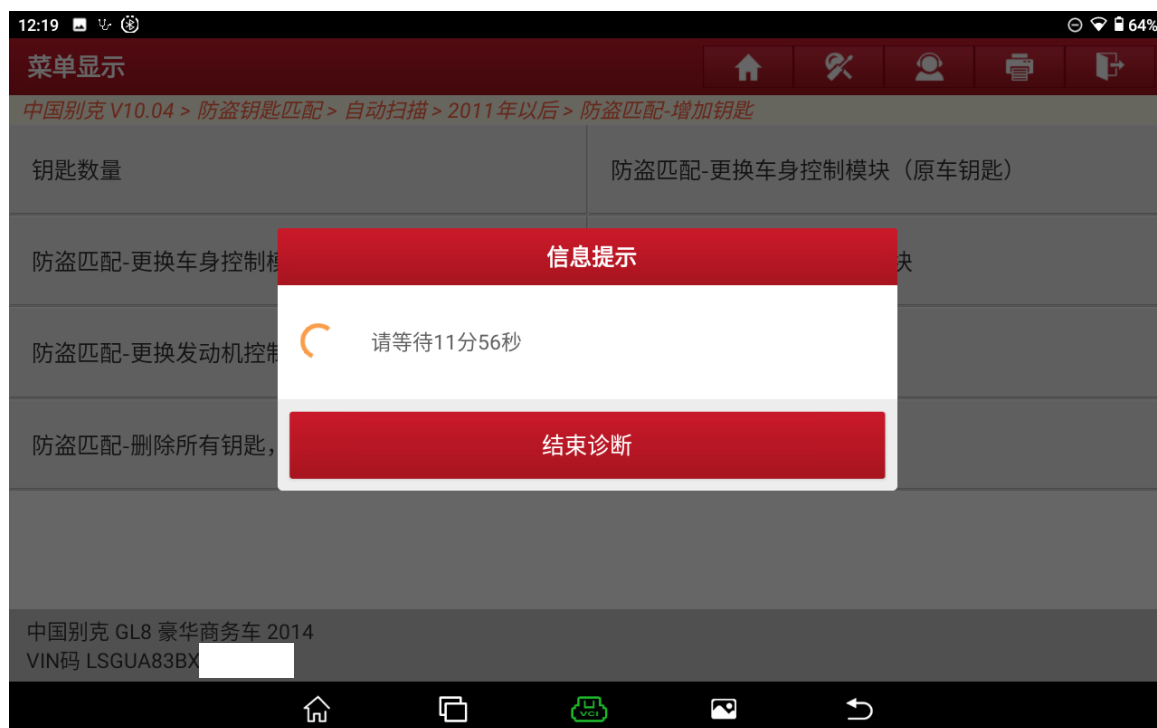 12:19
64%
菜单显示
中国别克 V10.04 > 防盗钥匙匹配 > 自动扫描 > 2011年以后 > 防盗匹配-增加钥匙
钥匙数量
防盗匹配-更换车身控制模块（原车钥匙）
防盗匹配-更换车身控制模
块
信息提示
请等待11分56秒
防盗匹配-更换发动机控制
防盗匹配-删除所有钥匙，
结束诊断
中国别克 GL8 豪华商务车 2014
VIN码 LSGUA83BX
VCI